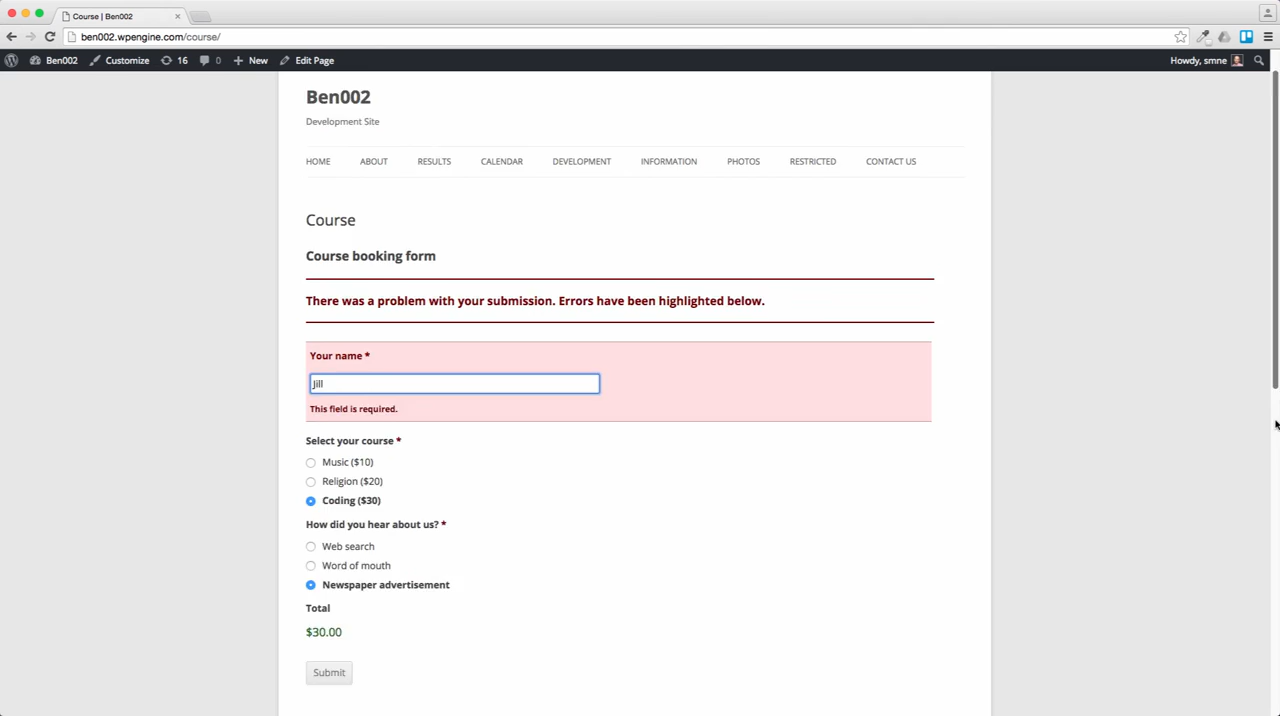 Course | Ben002
ben002.wpengine.com/course/
Ben002
Customize
16
0
New
Edit Page
Howdy, smne
Ben002
Development Site
HOME
ABOUT
RESULTS
CALENDAR
DEVELOPMENT
INFORMATION
PHOTOS
RESTRICTED
CONTACT US
Course
Course booking form
There was a problem with your submission. Errors have been highlighted below.
Your name *
Jill
This field is required.
Select your course *
Music ($10)
Religion ($20)
Coding ($30)
How did you hear about us? *
Web search
Word of mouth
Newspaper advertisement
Total
$30.00
Submit